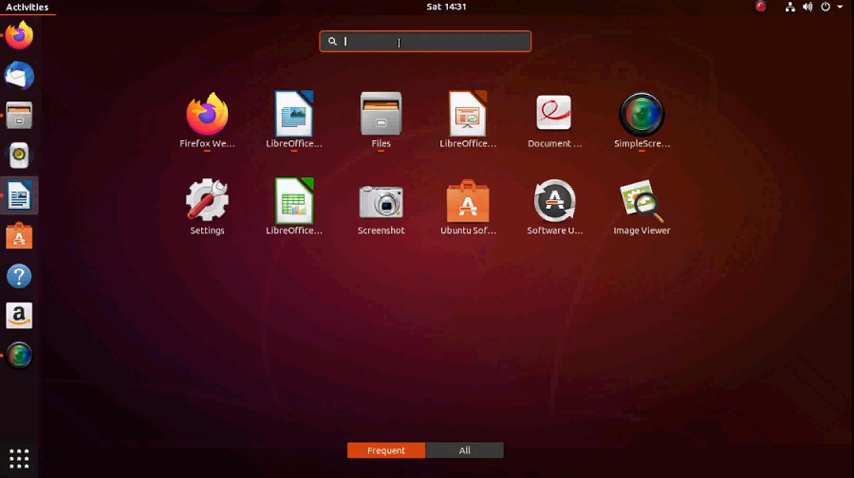 Activities
Sat 14:31
Firefox We...
LibreOffice...
Files
LibreOffice...
Document ...
SimpleScre...
Settings
LibreOffice...
Screenshot
Ubuntu Sof...
Software U...
Image Viewer
Frequent
All